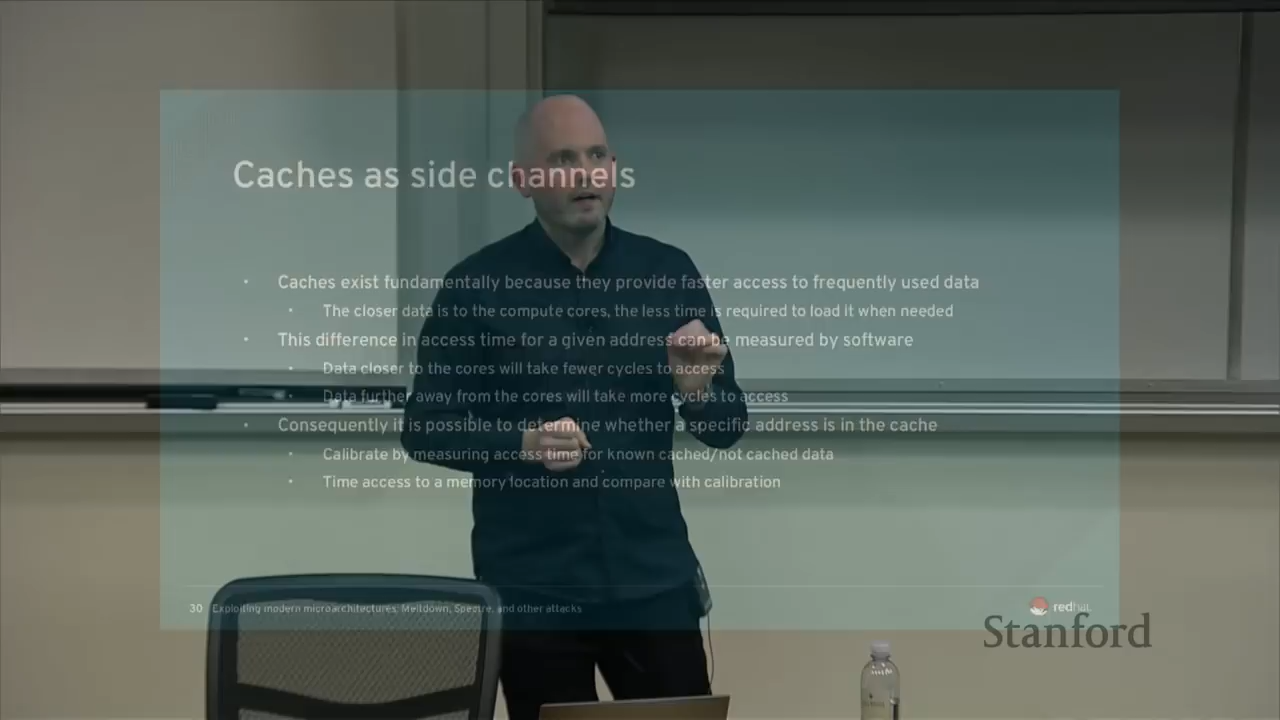 Caches as side channels
• Caches exist fundamentally because they provide faster access to frequently used data
• The closer data is to the compute cores, the less time is required to load it when needed
• This difference in access time for a given address can be measured by software
• Data closer to the cores will take fewer cycles to access
• Data further away from the cores will take more cycles to access
• Consequently it is possible to determine whether a specific address is in the cache
• Calibrate by measuring access time for known cached/not cached data
• Time access to a memory location and compare with calibration
30 Exploiting modern microarchitectures: Meltdown, Spectre, and other attacks
redhat
Stanford